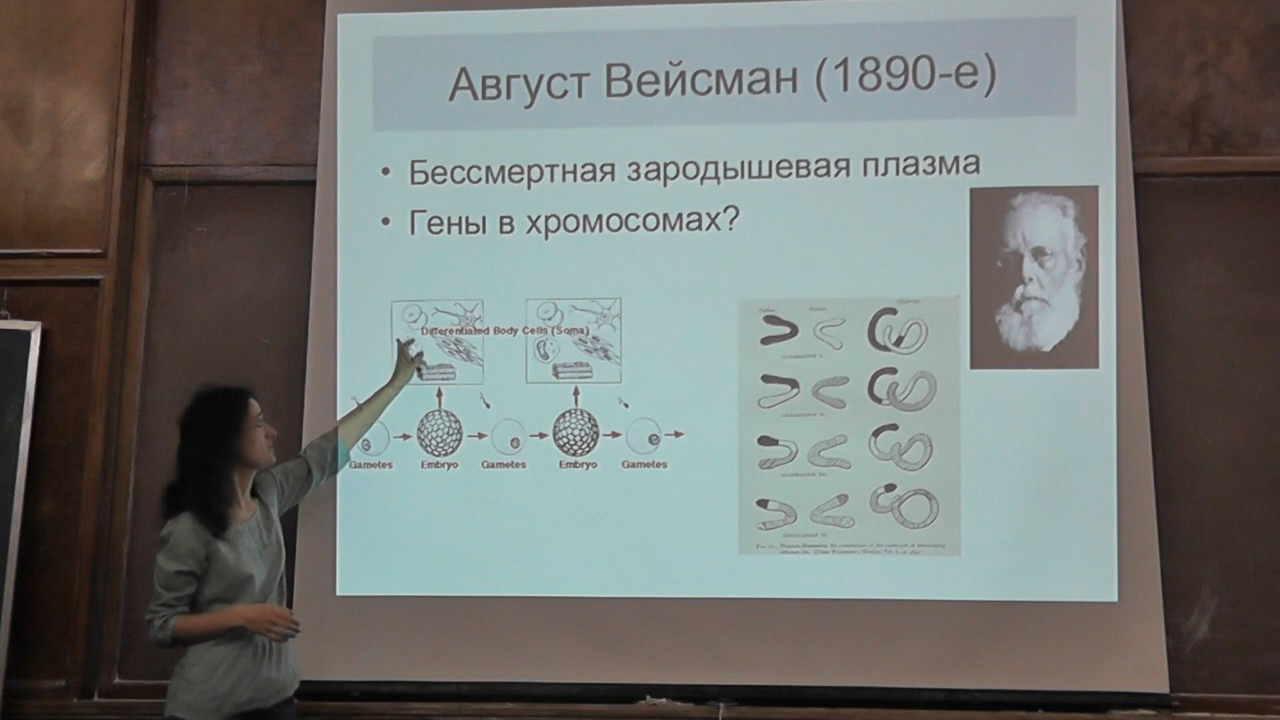 Август Вейсман (1890-е)
• Бессмертная зародышевая плазма
• Гены в хромосомах?
Differentiated Body Cells (Soma)
Gametes Embryo Gametes Embryo Gametes